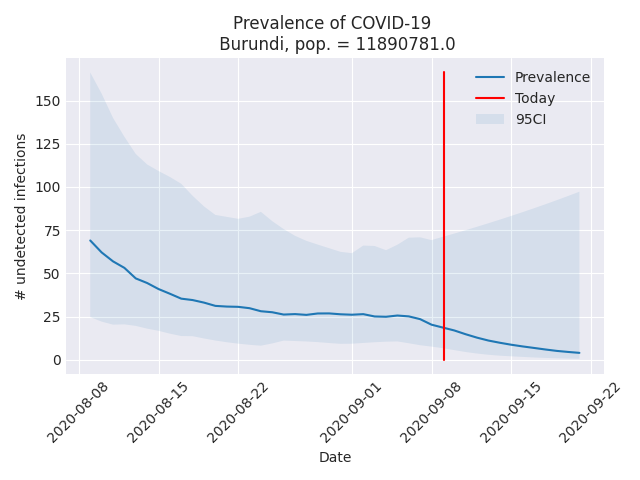 Prevalence of COVID-19
Burundi, pop. = 11890781.0
Prevalence
Today
95CI
# undetected infections
150
125
100
75
50
25
0
2020-08-08
2020-08-15
2020-08-22
2020-09-01
2020-09-08
2020-09-15
2020-09-22
Date